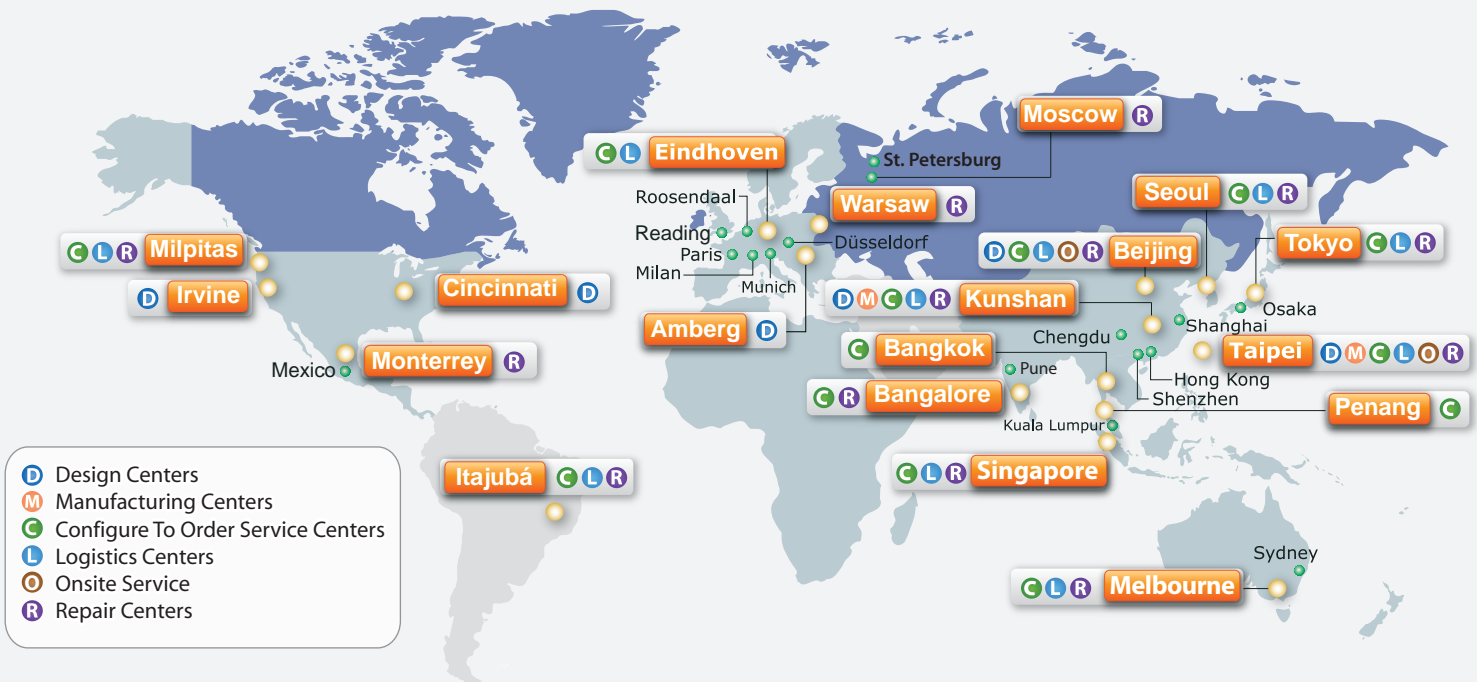 Moscow R
C L Eindhoven
St. Petersburg
Roosendaal
Warsaw R
Seoul C L R
Reading
Düsseldorf
Tokyo C L R
C L R Milpitas
Paris
D C L O R Beijing
Milan
Munich
D Irvine
Cincinnati D
D M C L R Kunshan
Osaka
Amberg D
Chengdu
Shanghai
C Bangkok
Taipei D M C L O R
Mexico
Monterrey R
Pune
Hong Kong
C R Bangalore
Shenzhen
Penang C
Kuala Lumpur
C L R Singapore
Itajubá C L R
D Design Centers
M Manufacturing Centers
C Configure To Order Service Centers
L Logistics Centers
O Onsite Service
R Repair Centers
Sydney
C L R Melbourne